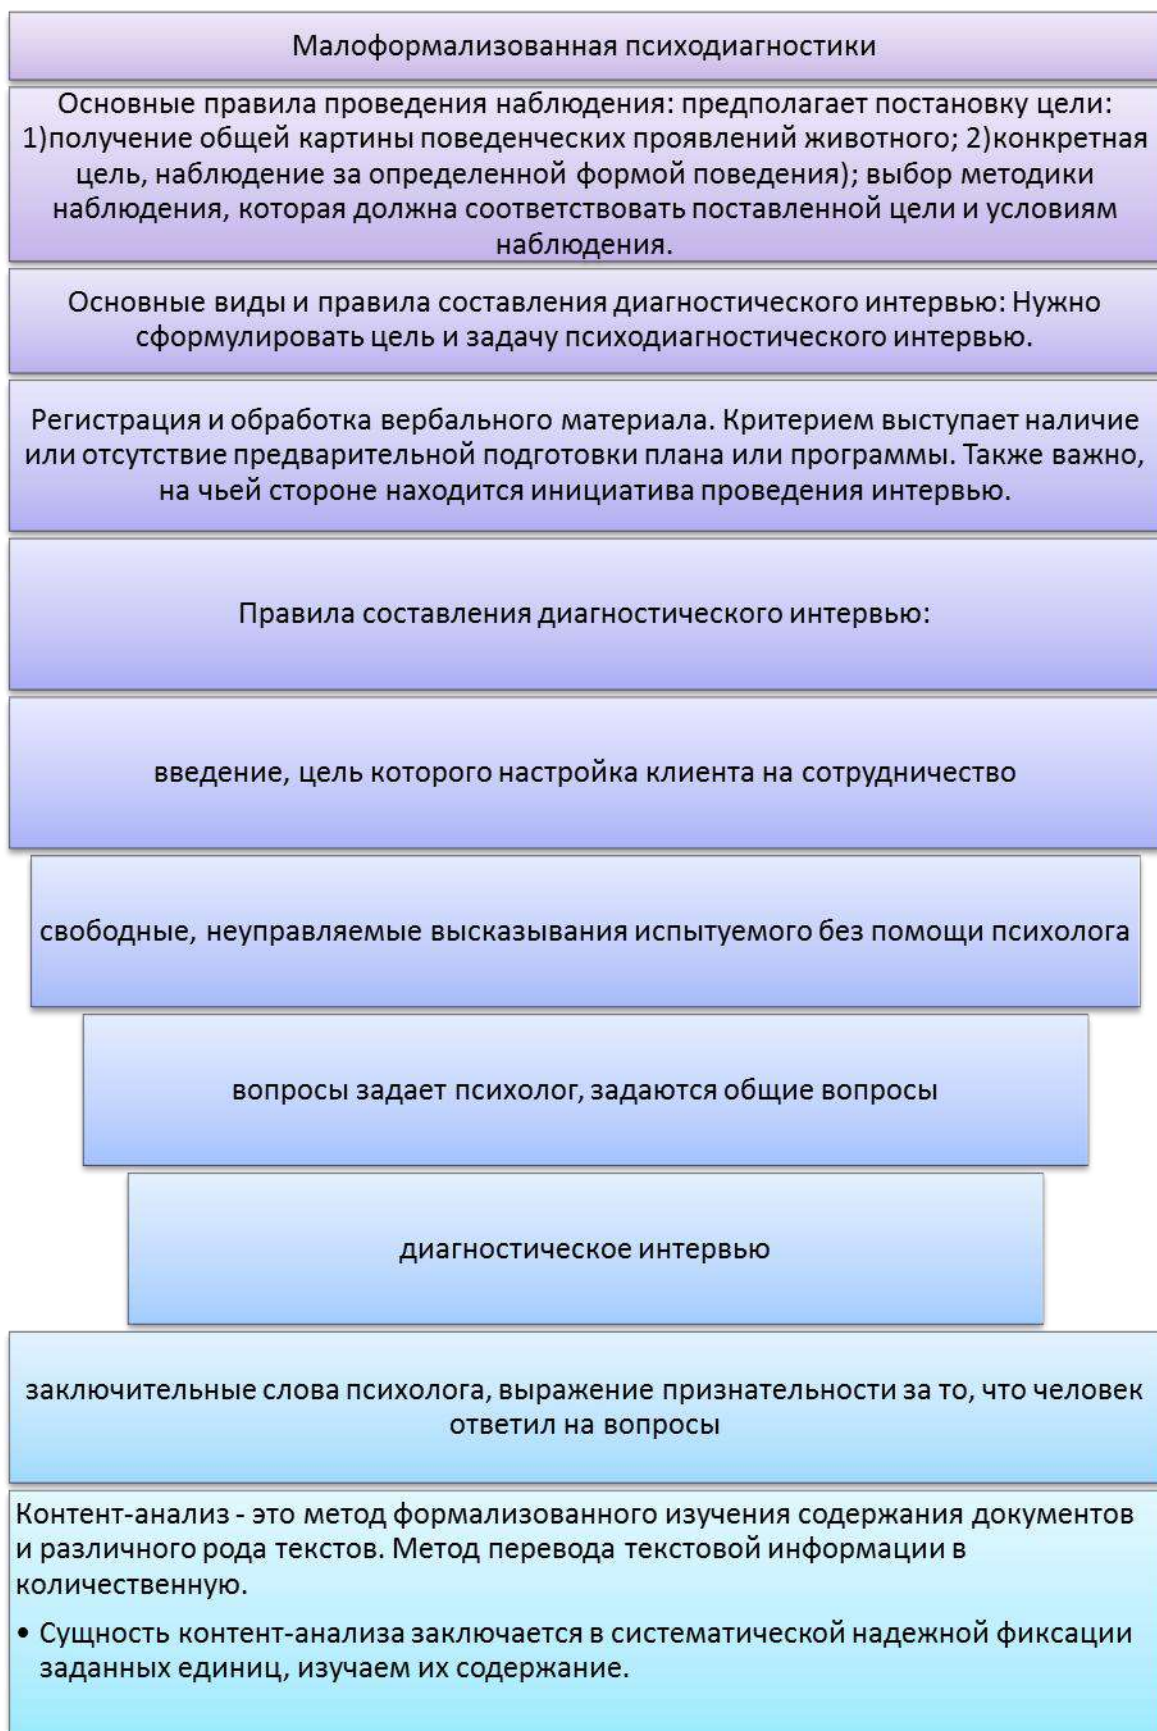 Малоформализованная психодиагностики
Основные правила проведения наблюдения: предполагает постановку цели:
1)получение общей картины поведенческих проявлений животного; 2)конкретная
цель, наблюдение за определенной формой поведения); выбор методики
наблюдения, которая должна соответствовать поставленной цели и условиям
наблюдения.
Основные виды и правила составления диагностического интервью: Нужно
сформулировать цель и задачу психодиагностического интервью.
Регистрация и обработка вербального материала. Критерием выступает наличие
или отсутствие предварительной подготовки плана или программы. Также важно,
на чьей стороне находится инициатива проведения интервью.
Правила составления диагностического интервью:
введение, цель которого настройка клиента на сотрудничество
свободные, неуправляемые высказывания испытуемого без помощи психолога
вопросы задает психолог, задаются общие вопросы
диагностическое интервью
заключительные слова психолога, выражение признательности за то, что человек
ответил на вопросы
Контент-анализ - это метод формализованного изучения содержания документов
и различного рода текстов. Метод перевода текстовой информации в
количественную.
• Сущность контент-анализа заключается в систематической надежной фиксации
заданных единиц, изучаем их содержание.